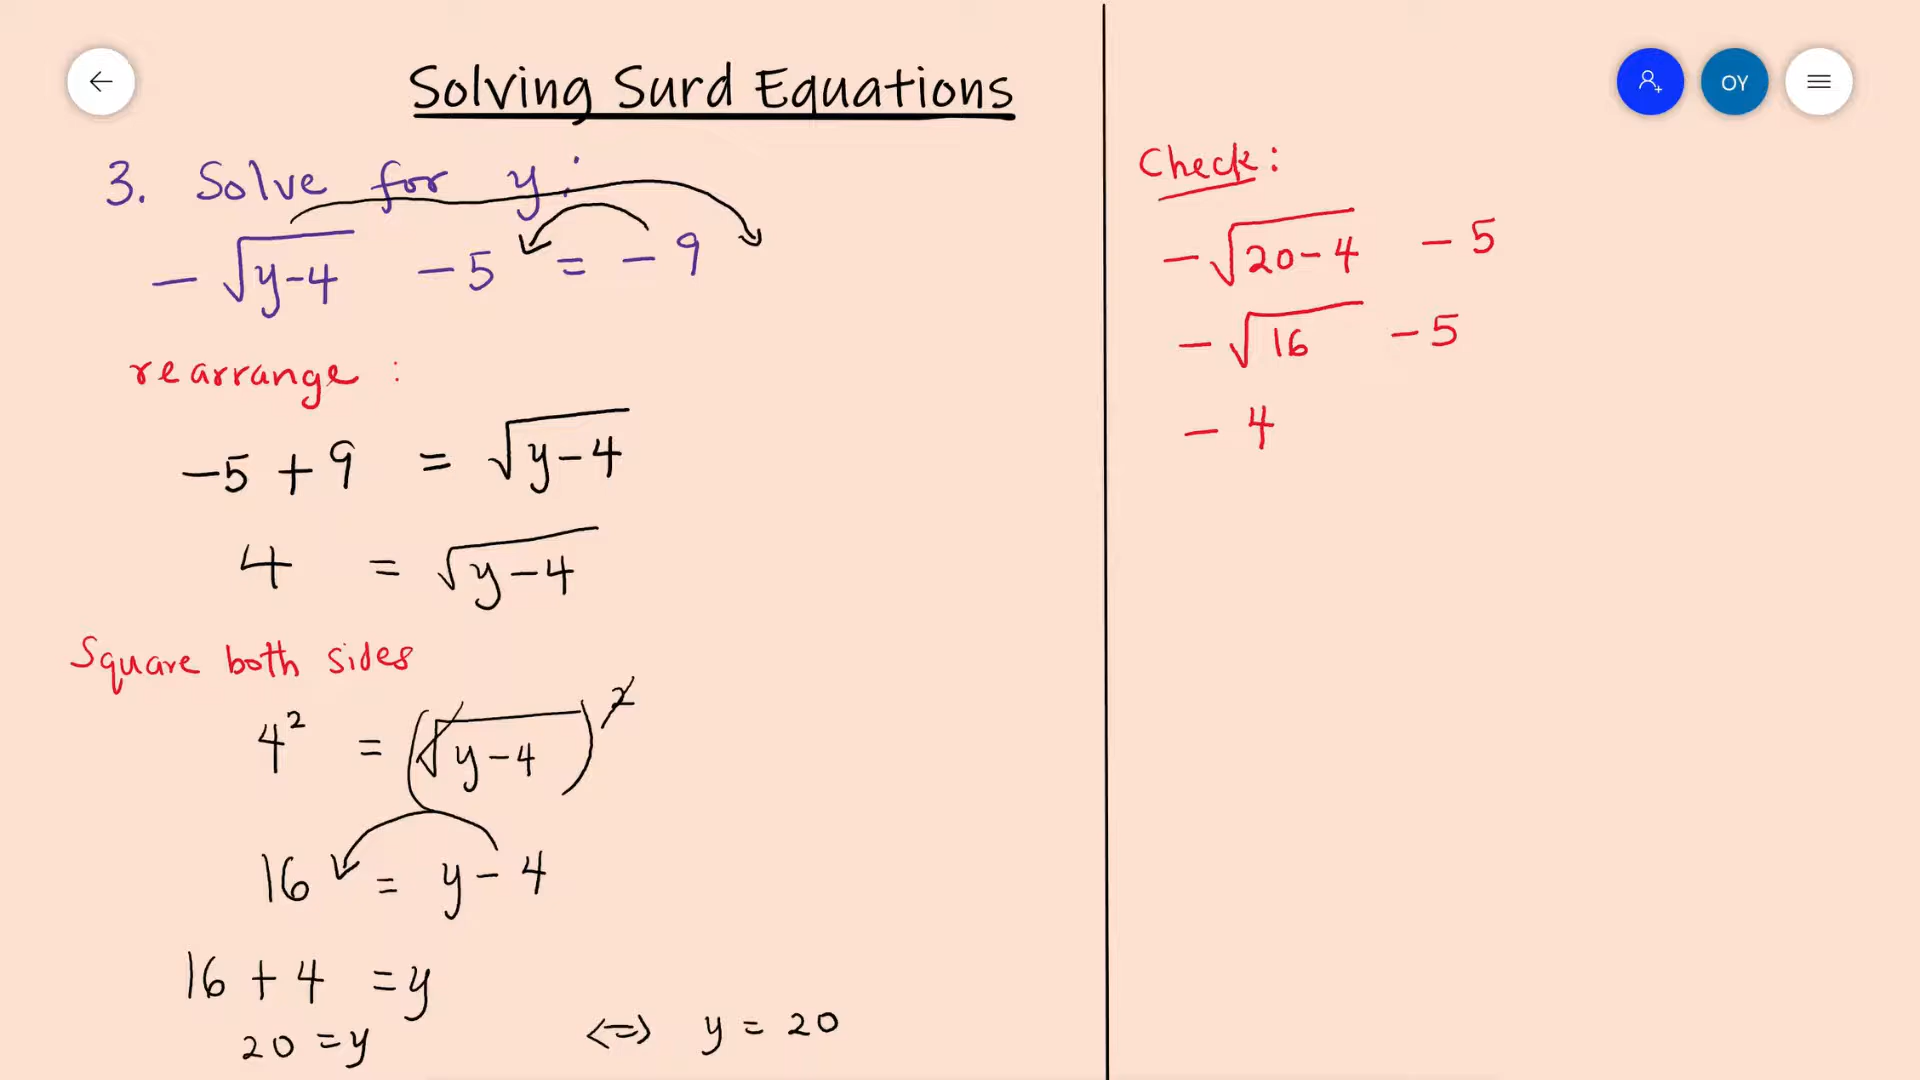 Solving Surd Equations
OY
3. Solve for y:
- √(y-4) -5 = -9
rearrange :
-5 + 9 = √(y-4)
4 = √(y-4)
Square both sides
4² = (√(y-4))²
16 = y - 4
16 + 4 = y
20 = y <=> y = 20
Check:
- √(20-4) - 5
- √16 - 5
- 4